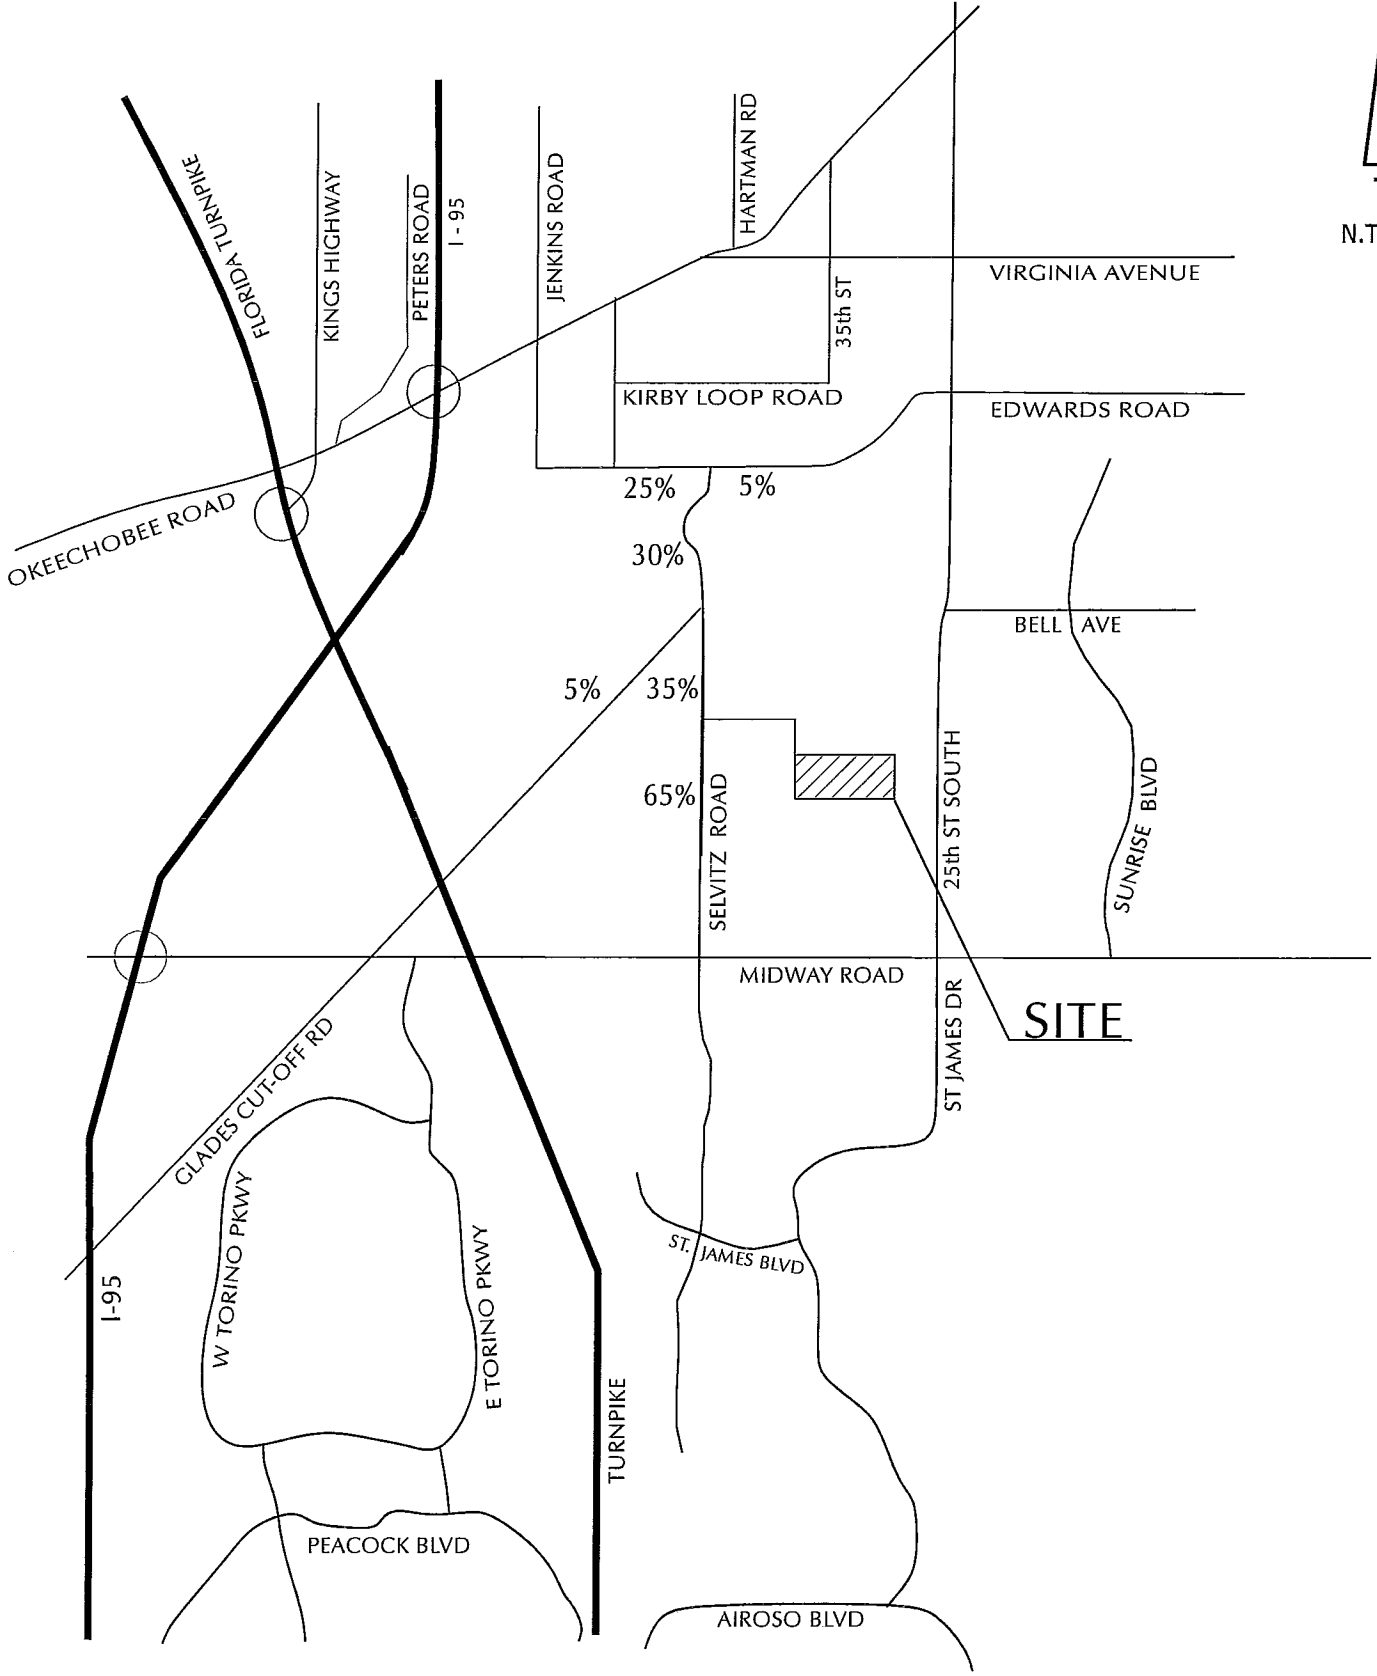 HARTMAN RD
FLORIDA TURNPIKE
KINGS HIGHWAY
PETERS ROAD
I - 95
JENKINS ROAD
N.T
VIRGINIA AVENUE
35th ST
KIRBY LOOP ROAD
EDWARDS ROAD
25%
5%
OKEECHOBEE ROAD
30%
BELL AVE
5%
35%
65%
SELVITZ ROAD
25th ST SOUTH
SUNRISE BLVD
MIDWAY ROAD
SITE
ST JAMES DR
GLADES CUT-OFF RD
W TORINO PKWY
E TORINO PKWY
ST. JAMES BLVD
I-95
TURNPIKE
PEACOCK BLVD
AIROSO BLVD